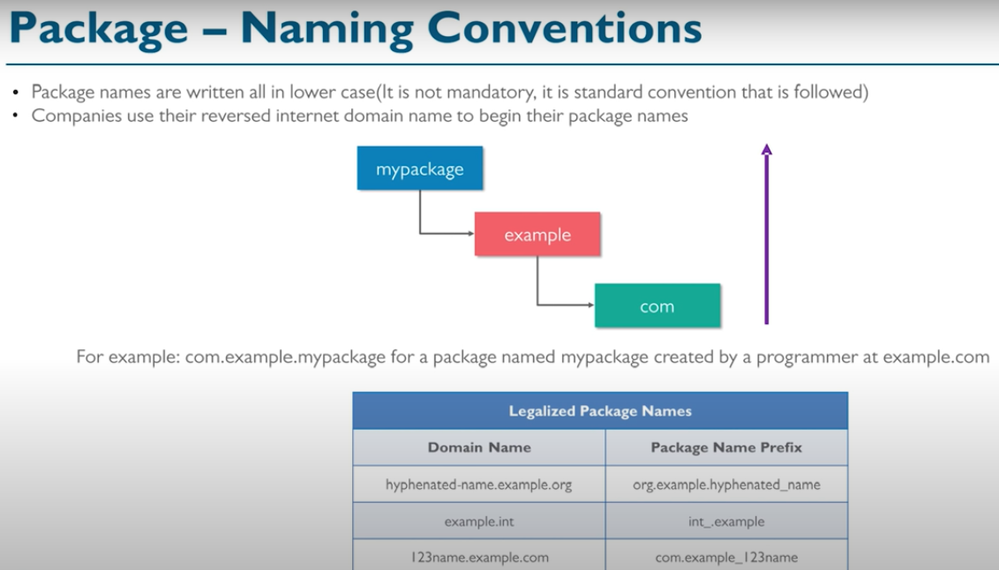 Package – Naming Conventions
• Package names are written all in lower case(It is not mandatory, it is standard convention that is followed)
• Companies use their reversed internet domain name to begin their package names
mypackage
example
com
For example: com.example.mypackage for a package named mypackage created by a programmer at example.com
Legalized Package Names
Domain Name Package Name Prefix
hyphenated-name.example.org org.example.hyphenated_name
example.int int_.example
123name.example.com com.example_123name